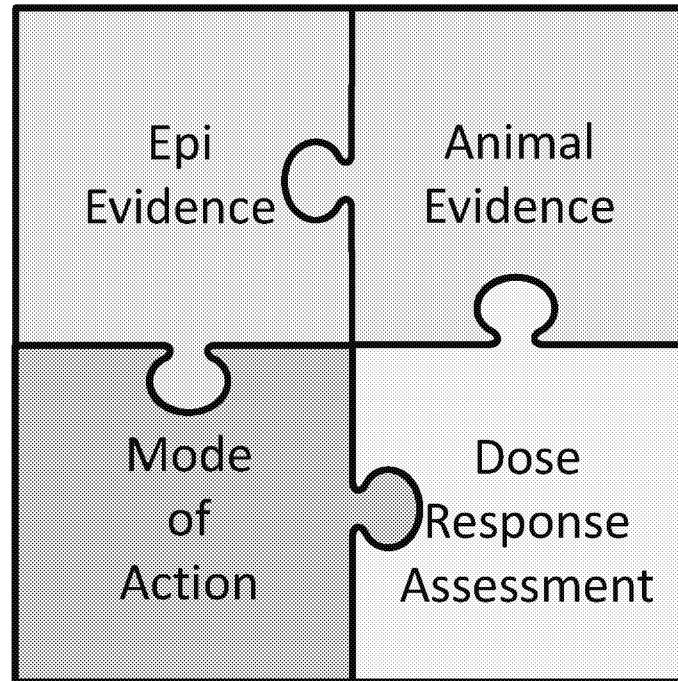 Epi
Evidence
Animal
Evidence
Mode
of
Action
Dose
Response
Assessment